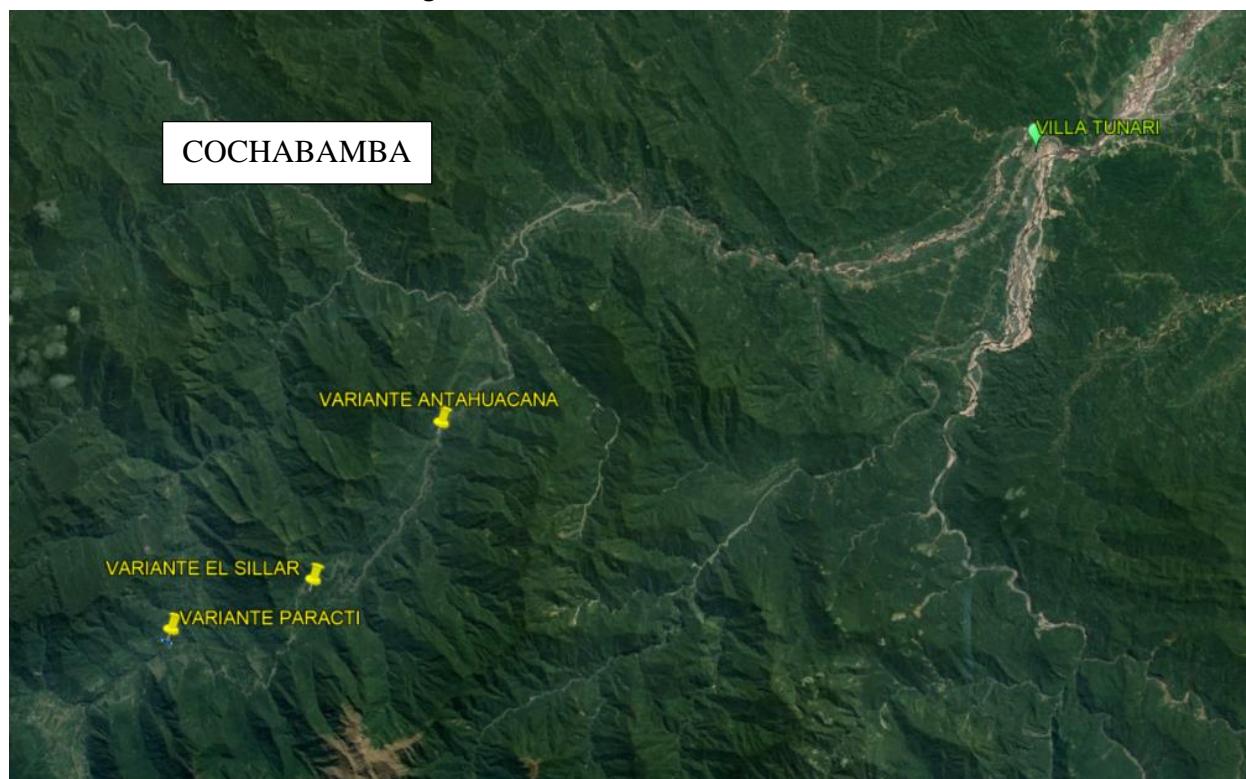 COCHABAMBA
VILLA TUNARI
VARIANTE ANTAHUACANA
VARIANTE EL SILLAR
VARIANTE PARACTI